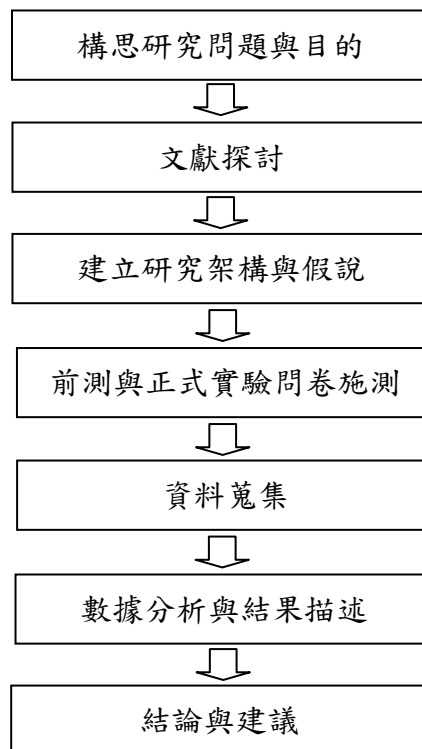 構思研究問題與目的
文獻探討
建立研究架構與假說
前測與正式實驗問卷施測
資料蒐集
數據分析與結果描述
結論與建議